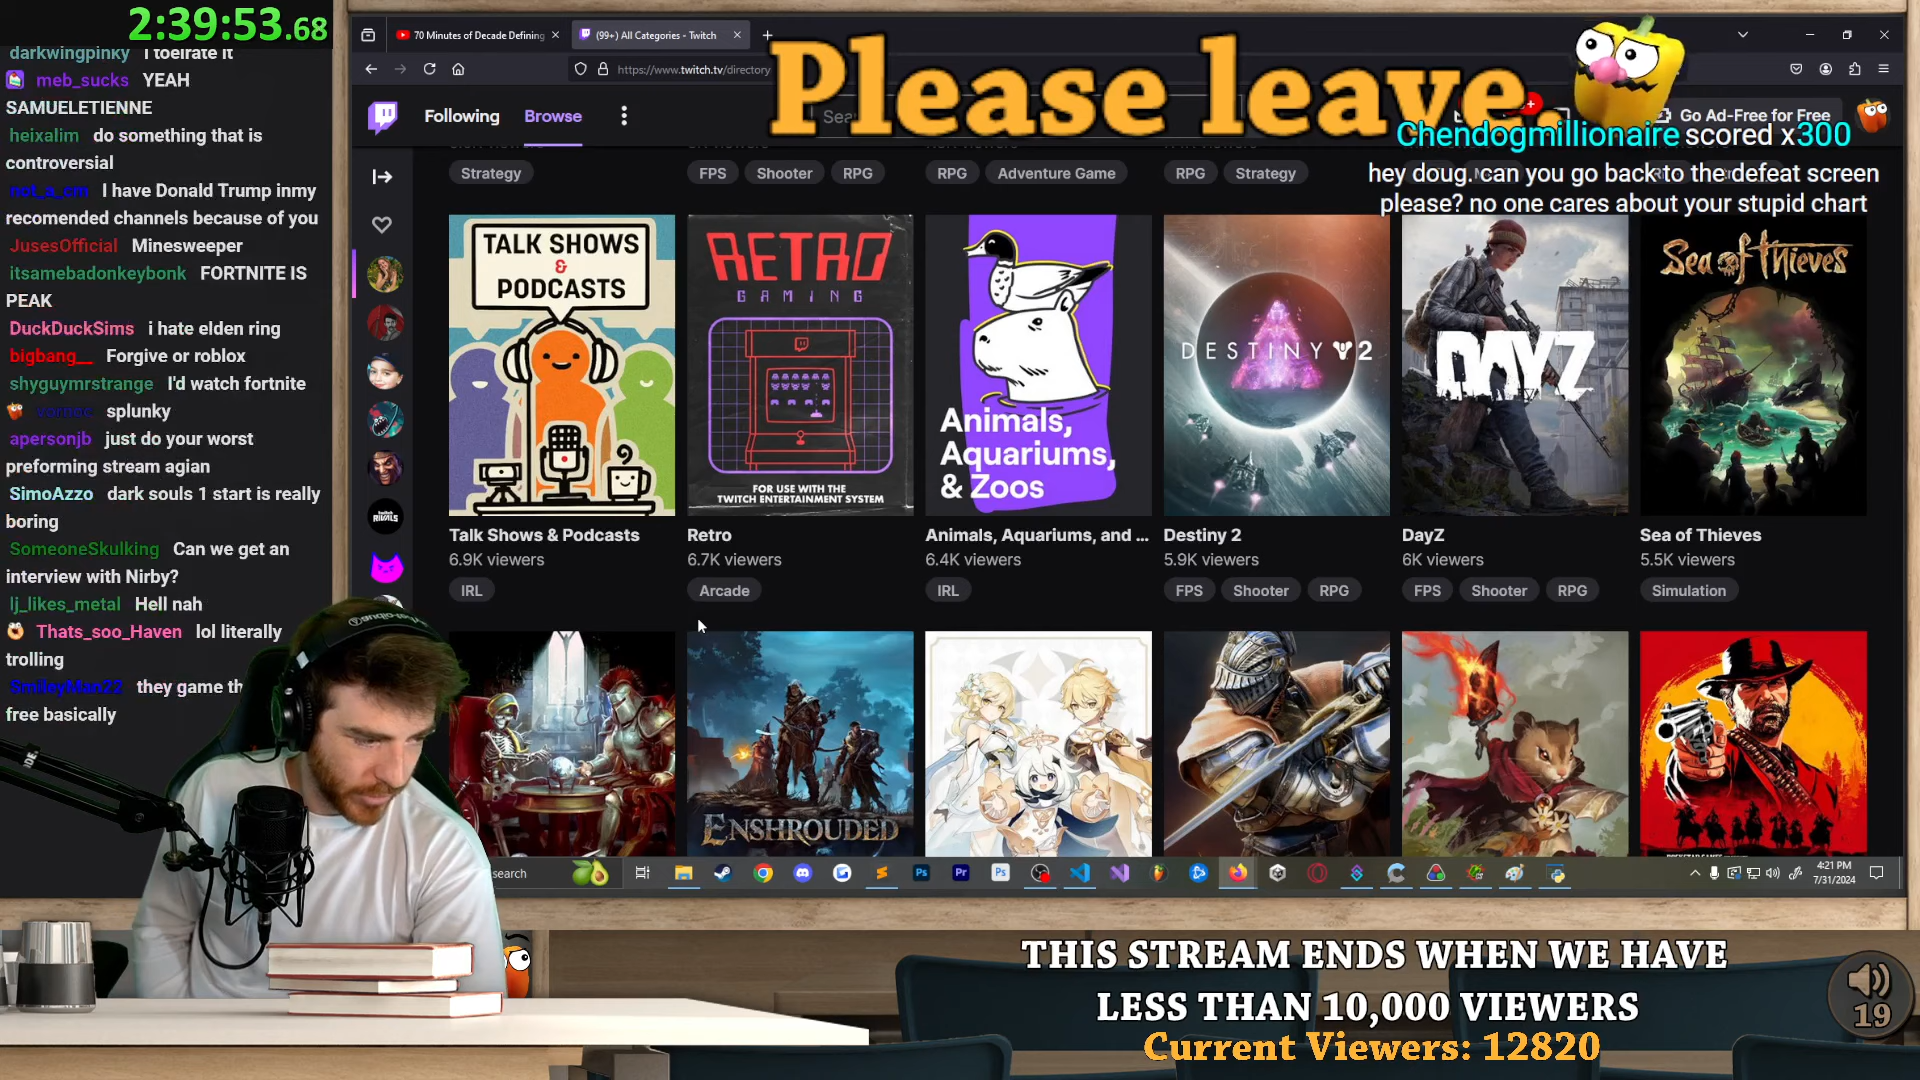 2:39:53.68
darkwingpinky I toelrate it
meb_sucks YEAH
SAMUELETIENNE
heixalim do something that is
controversial
not_a_cm I have Donald Trump inmy
recomended channels because of you
JusesOfficial Minesweeper
itsamebadonkeybonk FORTNITE IS
PEAK
DuckDuckSims i hate elden ring
bigbang__ Forgive or roblox
shyguymrstrange I'd watch fortnite
splunky
apersonjb just do your worst
preforming stream agian
SimoAzzo dark souls 1 start is really
boring
SomeoneSkulking Can we get an
interview with Nirby?
lj_likes_metal Hell nah
Thats_soo_Haven lol literally
trolling
SmileyMan22 they game th
free basically
70 Minutes of Decade Defining
(99+) All Categories - Twitch
https://www.twitch.tv/directory
Please leave.
Following
Browse
Sea
Go Ad-Free for Free
Chendogmillionaire scored x300
hey doug. can you go back to the defeat screen
please? no one cares about your stupid chart
Strategy
FPS Shooter RPG
RPG Adventure Game
RPG Strategy
TALK SHOWS
&
PODCASTS
RETRO
GAMING
FOR USE WITH THE
TWITCH ENTERTAINMENT SYSTEM
Animals,
Aquariums,
& Zoos
DESTINY 2
DAYZ
Sea of Thieves
TWITCH
RIVALS
Talk Shows & Podcasts
6.9K viewers
IRL
Retro
6.7K viewers
Arcade
Animals, Aquariums, and ...
6.4K viewers
IRL
Destiny 2
5.9K viewers
FPS Shooter RPG
DayZ
6K viewers
FPS Shooter RPG
Sea of Thieves
5.5K viewers
Simulation
ENSHROUDED
search
Ps
Pr
Ps
4:21 PM
7/31/2024
THIS STREAM ENDS WHEN WE HAVE
LESS THAN 10,000 VIEWERS
Current Viewers: 12820
19